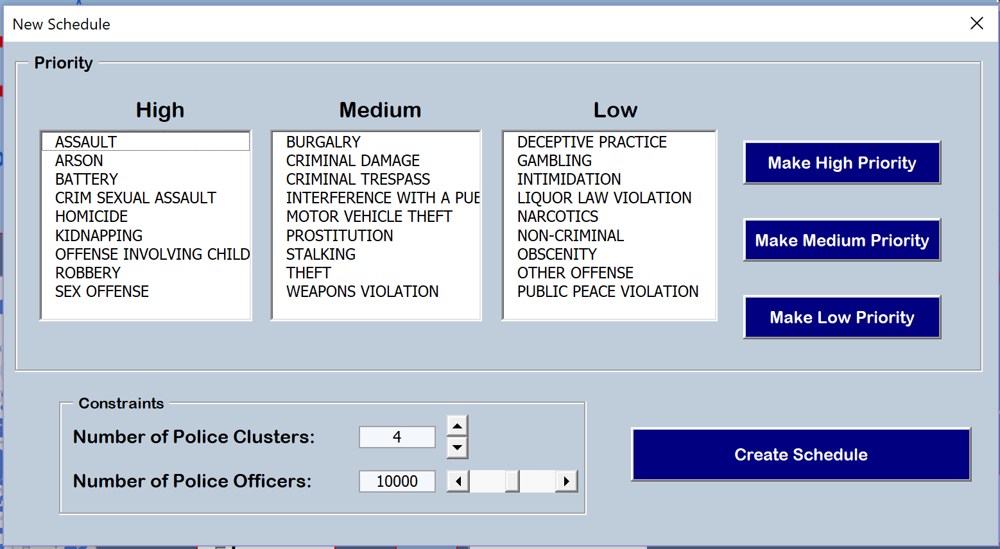 New Schedule
Priority
High
ASSAULT
ARSON
BATTERY
CRIM SEXUAL ASSAULT
HOMICIDE
KIDNAPPING
OFFENSE INVOLVING CHILD
ROBBERY
SEX OFFENSE
Medium
BURGALRY
CRIMINAL DAMAGE
CRIMINAL TRESPASS
INTERFERENCE WITH A PUB
MOTOR VEHICLE THEFT
PROSTITUTION
STALKING
THEFT
WEAPONS VIOLATION
Low
DECEPTIVE PRACTICE
GAMBLING
INTIMIDATION
LIQUOR LAW VIOLATION
NARCOTICS
NON-CRIMINAL
OBSCENITY
OTHER OFFENSE
PUBLIC PEACE VIOLATION
Make High Priority
Make Medium Priority
Make Low Priority
Constraints
Number of Police Clusters: 4
Number of Police Officers: 10000
Create Schedule